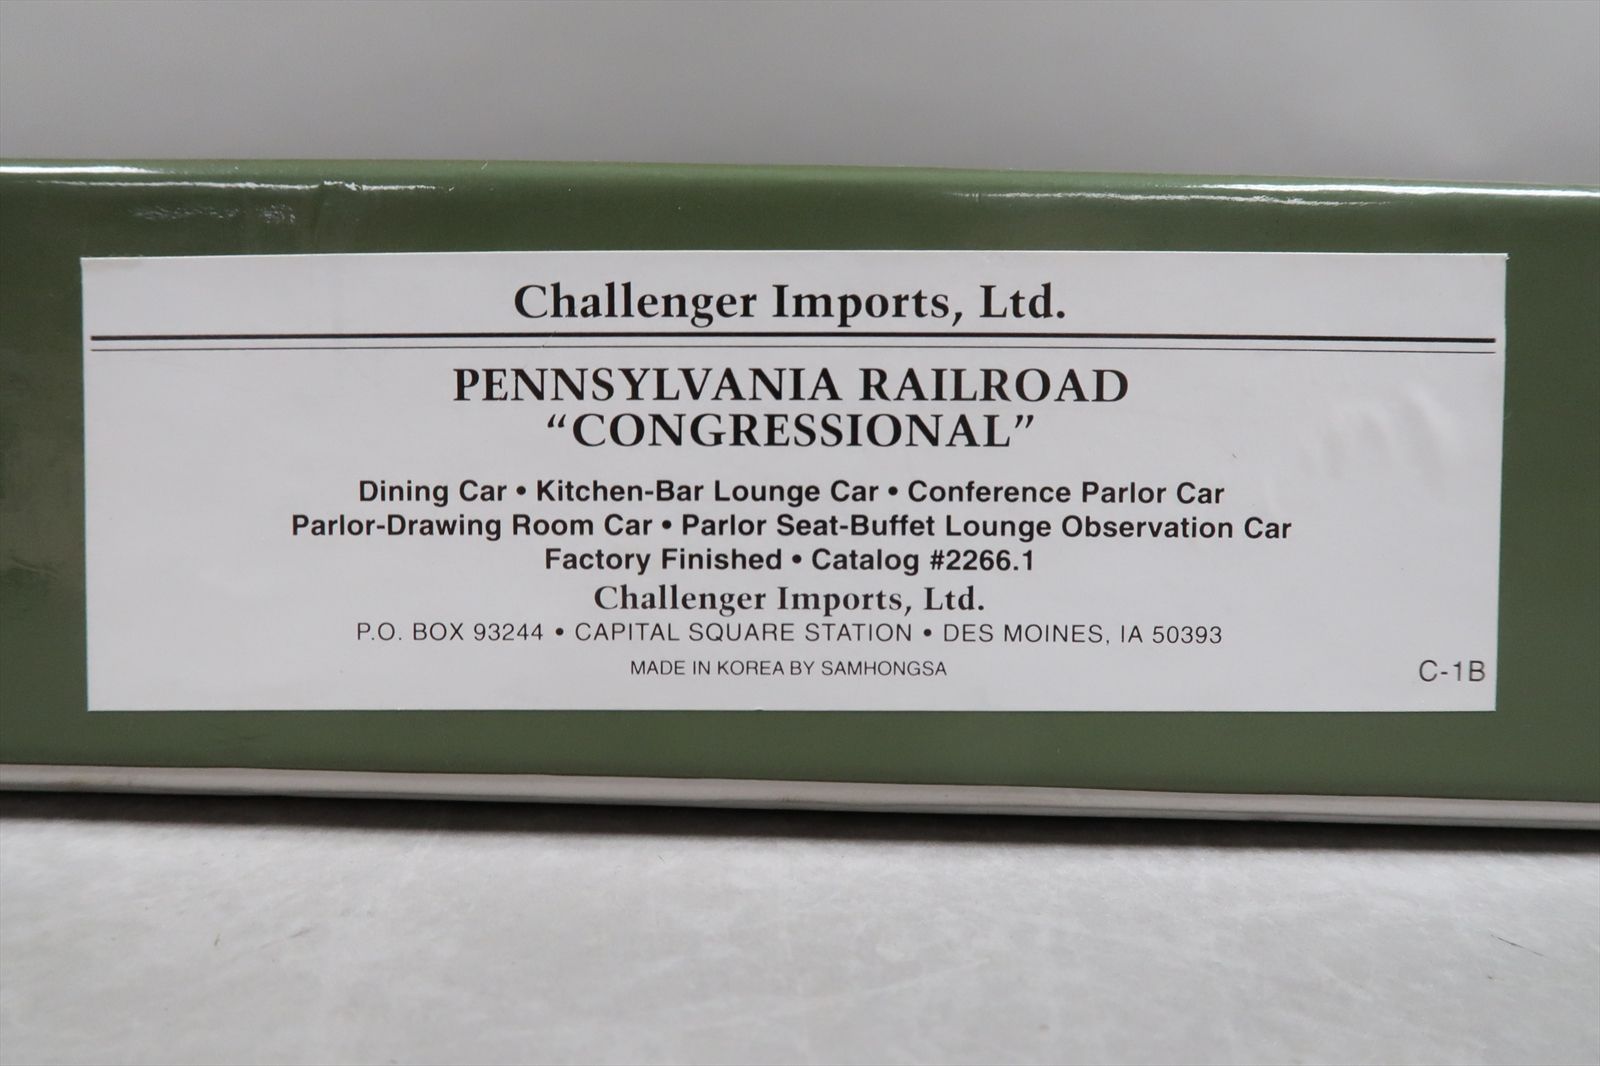 Challenger Imports, Ltd.
PENNSYLVANIA RAILROAD
“CONGRESSIONAL”
Dining Car • Kitchen-Bar Lounge Car • Conference Parlor Car
Parlor-Drawing Room Car • Parlor Seat-Buffet Lounge Observation Car
Factory Finished • Catalog #2266.1
Challenger Imports, Ltd.
P.O. BOX 93244 • CAPITAL SQUARE STATION • DES MOINES, IA 50393
MADE IN KOREA BY SAMHONGSA
C-1B